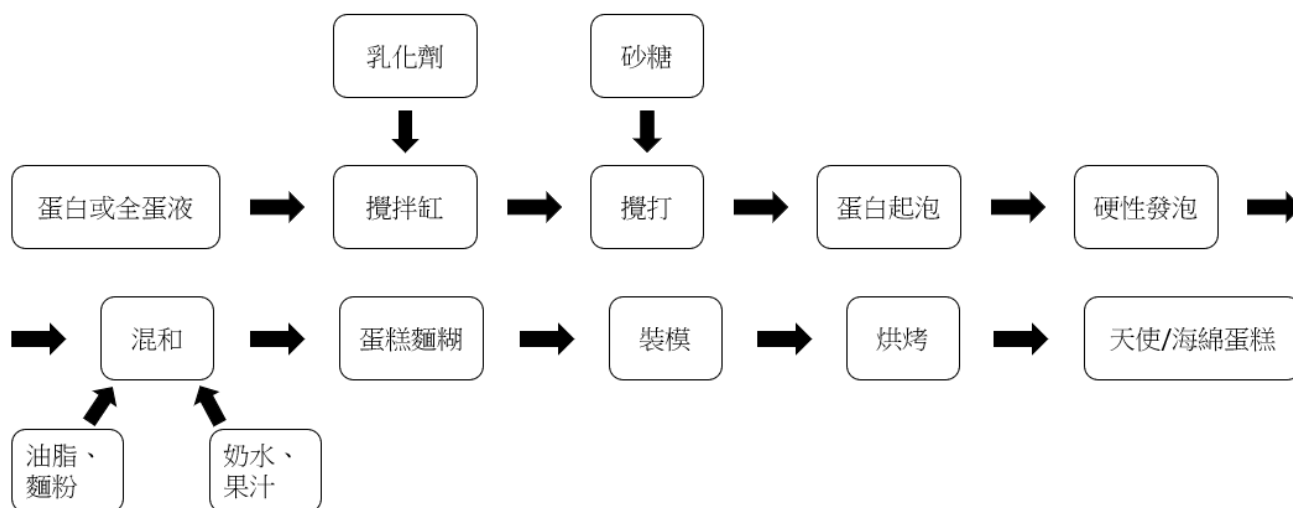 乳化劑
砂糖
蛋白或全蛋液
攪拌缸
攪打
蛋白起泡
硬性發泡
混和
蛋糕麵糊
裝模
烘烤
天使/海綿蛋糕
油脂、
麵粉
奶水、
果汁